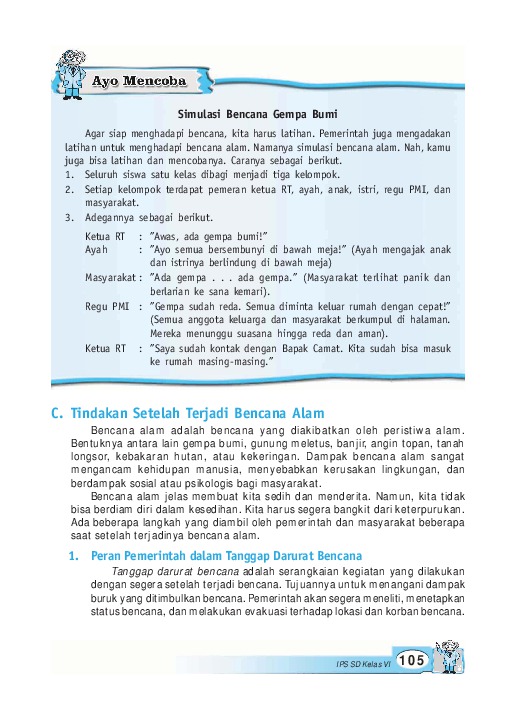 Ayo Mencoba
Simulasi Bencana Gempa Bumi
Agar siap menghadapi bencana, kita harus latihan. Pemerintah juga mengadakan
latihan untuk menghadapi bencana alam. Namanya simulasi bencana alam. Nah, kamu
juga bisa latihan dan mencobanya. Caranya sebagai berikut.
1. Seluruh siswa satu kelas dibagi menjadi tiga kelompok.
2. Setiap kelompok terdapat pemeran ketua RT, ayah, anak, istri, regu PMI, dan
masyarakat.
3. Adegannya sebagai berikut.
Ketua RT : "Awas, ada gempa bumi!"
Ayah : "Ayo semua bersembunyi di bawah meja!" (Ayah mengajak anak
dan istrinya berlindung di bawah meja)
Masyarakat : "Ada gempa . . . ada gempa." (Masyarakat terlihat panik dan
berlarian ke sana kemari).
Regu PMI : "Gempa sudah reda. Semua diminta keluar rumah dengan cepat!"
(Semua anggota keluarga dan masyarakat berkumpul di halaman.
Mereka menunggu suasana hingga reda dan aman).
Ketua RT : "Saya sudah kontak dengan Bapak Camat. Kita sudah bisa masuk
ke rumah masing-masing."
C. Tindakan Setelah Terjadi Bencana Alam
Bencana alam adalah bencana yang diakibatkan oleh peristiwa alam.
Bentuknya antara lain gempa bumi, gunung meletus, banjir, angin topan, tanah
longsor, kebakaran hutan, atau kekeringan. Dampak bencana alam sangat
mengancam kehidupan manusia, menyebabkan kerusakan lingkungan, dan
berdampak sosial atau psikologis bagi masyarakat.
Bencana alam jelas membuat kita sedih dan menderita. Namun, kita tidak
bisa berdiam diri dalam kesedihan. Kita harus segera bangkit dari keterpurukan.
Ada beberapa langkah yang diambil oleh pemerintah dan masyarakat beberapa
saat setelah terjadinya bencana alam.
1. Peran Pemerintah dalam Tanggap Darurat Bencana
Tanggap darurat bencana adalah serangkaian kegiatan yang dilakukan
dengan segera setelah terjadi bencana. Tujuannya untuk menangani dampak
buruk yang ditimbulkan bencana. Pemerintah akan segera meneliti, menetapkan
status bencana, dan melakukan evakuasi terhadap lokasi dan korban bencana.
IPS SD Kelas VI 105